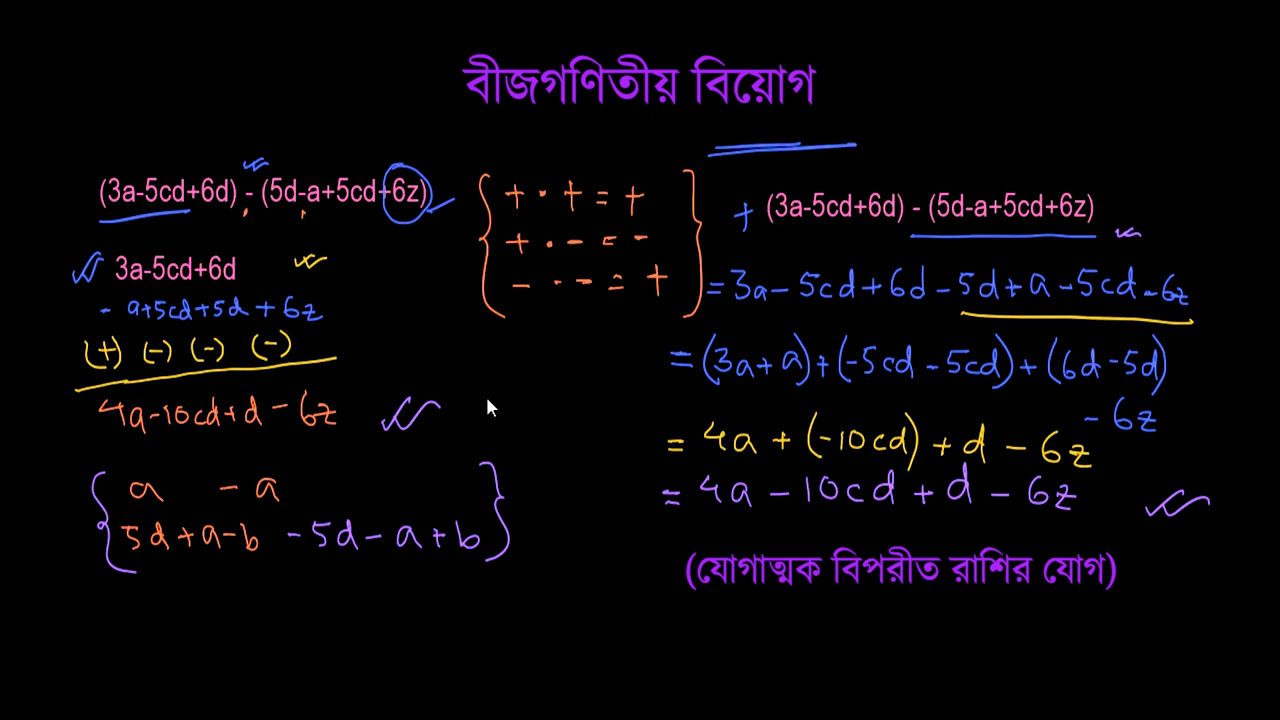 বীজগণিতীয় বিয়োগ
(3a-5cd+6d) - (5d-a+5cd+6z)
3a-5cd+6d
- a+5cd+5d+6z
(+) (-) (-) (-)
4a-10cd+d-6z
a -a
5d+a-b -5d-a+b
+ · + = +
+ · - = -
- · - = +
+ (3a-5cd+6d) - (5d-a+5cd+6z)
= 3a-5cd+6d-5d+a-5cd-6z
= (3a+a)+(-5cd-5cd)+(6d-5d)
-6z
= 4a+(-10cd)+d-6z
= 4a-10cd+d-6z
(যোগাত্মক বিপরীত রাশির যোগ)